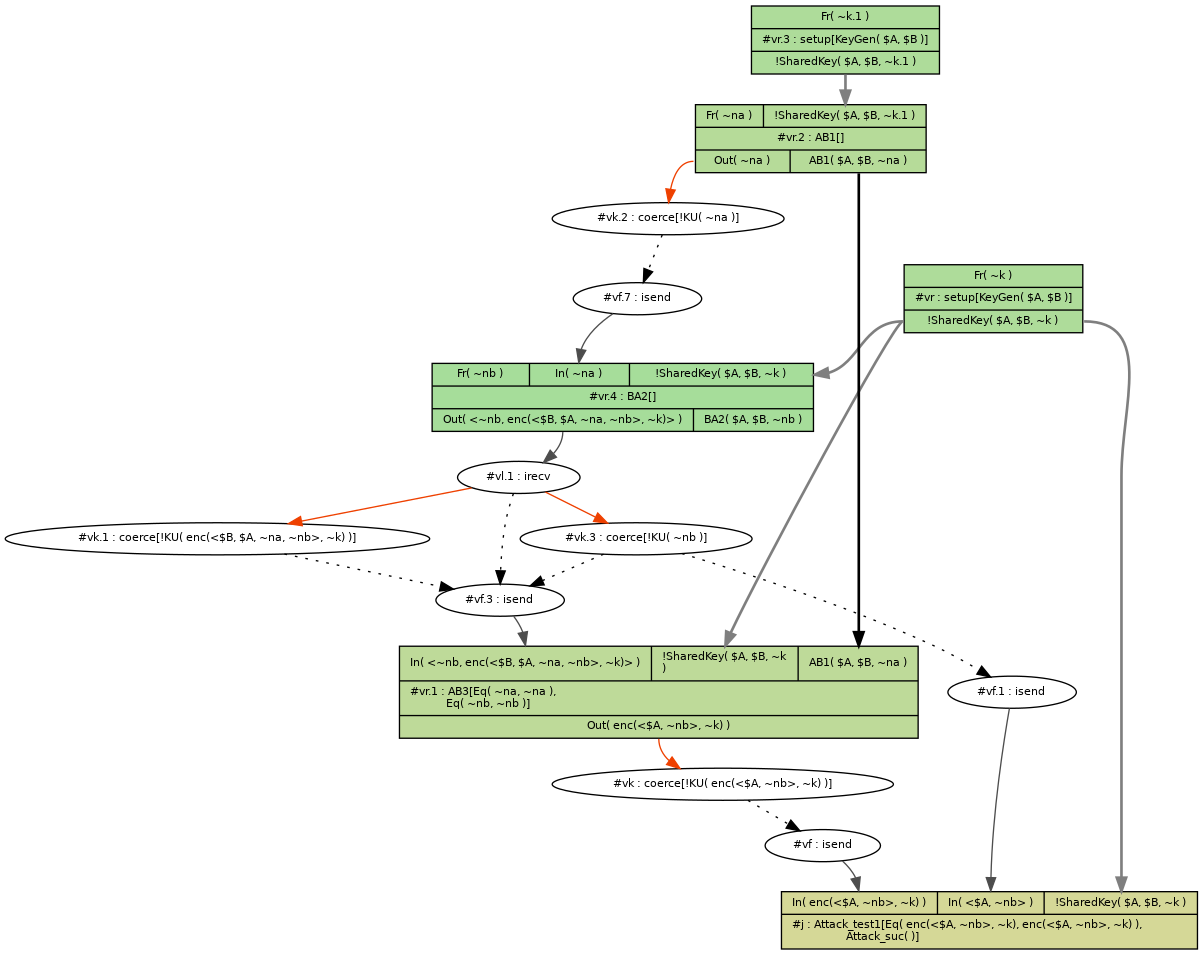 Fr( ~k.1 )
#vr.3 : setup[KeyGen( $A, $B )]
!SharedKey( $A, $B, ~k.1 )
Fr( ~na )
!SharedKey( $A, $B, ~k.1 )
#vr.2 : AB1[]
Out( ~na )
AB1( $A, $B, ~na )
#vk.2 : coerce[!KU( ~na )]
Fr( ~k )
#vr : setup[KeyGen( $A, $B )]
!SharedKey( $A, $B, ~k )
#vf.7 : isend
Fr( ~nb )
In( ~na )
!SharedKey( $A, $B, ~k )
#vr.4 : BA2[]
Out( <~nb, enc(<$B, $A, ~na, ~nb>, ~k)> )
BA2( $A, $B, ~nb )
#vl.1 : irecv
#vk.1 : coerce[!KU( enc(<$B, $A, ~na, ~nb>, ~k) )]
#vk.3 : coerce[!KU( ~nb )]
#vf.3 : isend
In( <~nb, enc(<$B, $A, ~na, ~nb>, ~k)> )
!SharedKey( $A, $B, ~k
)
AB1( $A, $B, ~na )
#vr.1 : AB3[Eq( ~na, ~na ),
Eq( ~nb, ~nb )]
Out( enc(<$A, ~nb>, ~k) )
#vf.1 : isend
#vk : coerce[!KU( enc(<$A, ~nb>, ~k) )]
#vf : isend
In( enc(<$A, ~nb>, ~k) )
In( <$A, ~nb> )
!SharedKey( $A, $B, ~k )
#j : Attack_test1[Eq( enc(<$A, ~nb>, ~k), enc(<$A, ~nb>, ~k) ),
Attack_suc( )]